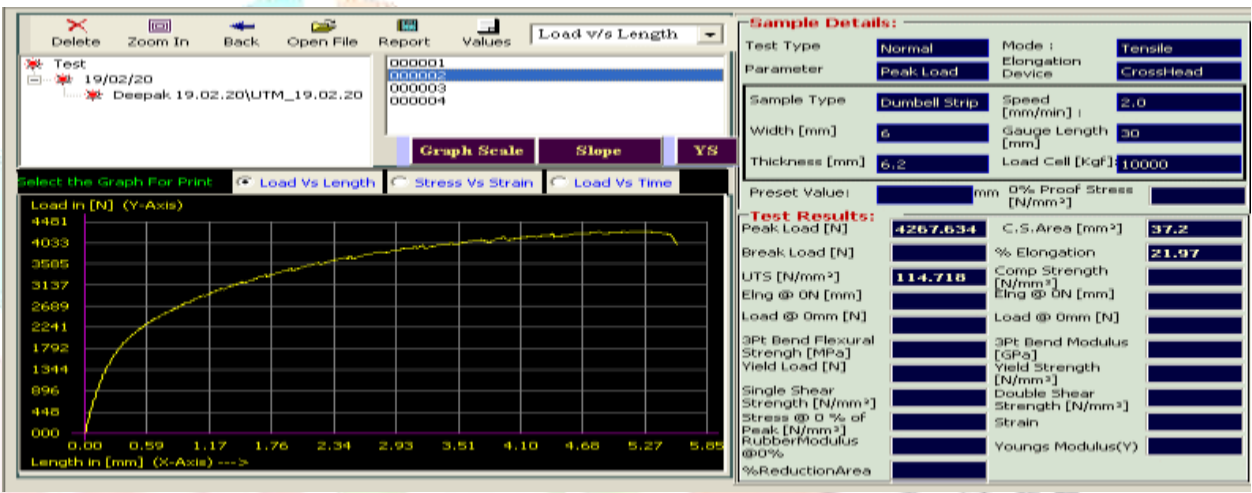 Delete Zoom In Back Open File Report Values Load v/s Length
Test
19/02/20
Deepak 19.02.20\UTM_19.02.20
000001
000002
000003
000004
Graph Scale Slope YS
Select the Graph For Print Load Vs Length Stress Vs Strain Load Vs Time
Load in [N] (Y-Axis)
4481
4033
3585
3137
2689
2241
1792
1344
896
448
000
0.00 0.59 1.17 1.76 2.34 2.93 3.51 4.10 4.68 5.27 5.85
Length in [mm] (X-Axis) --->
Sample Details:
Test Type Normal Mode : Tensile
Parameter Peak Load Elongation Device CrossHead
Sample Type Dumbell Strip Speed [mm/min] : 2.0
Width [mm] 6 Gauge Length [mm] 30
Thickness [mm] 6.2 Load Cell [Kgf]: 10000
Preset Value: mm 0% Proof Stress [N/mm²]
Test Results:
Peak Load [N] 4267.634 C.S.Area [mm²] 37.2
Break Load [N] % Elongation 21.97
UTS [N/mm²] 114.718 Comp Strength [N/mm²]
Elng @ 0N [mm] Elng @ 0N [mm]
Load @ 0mm [N] Load @ 0mm [N]
3Pt Bend Flexural Strengh [MPa] 3Pt Bend Modulus [GPa]
Yield Load [N] Yield Strength [N/mm²]
Single Shear Strength [N/mm²] Double Shear Strength [N/mm²]
Stress @ 0 % of Peak [N/mm²] Strain
RubberModulus @0% Youngs Modulus(Y)
%ReductionArea